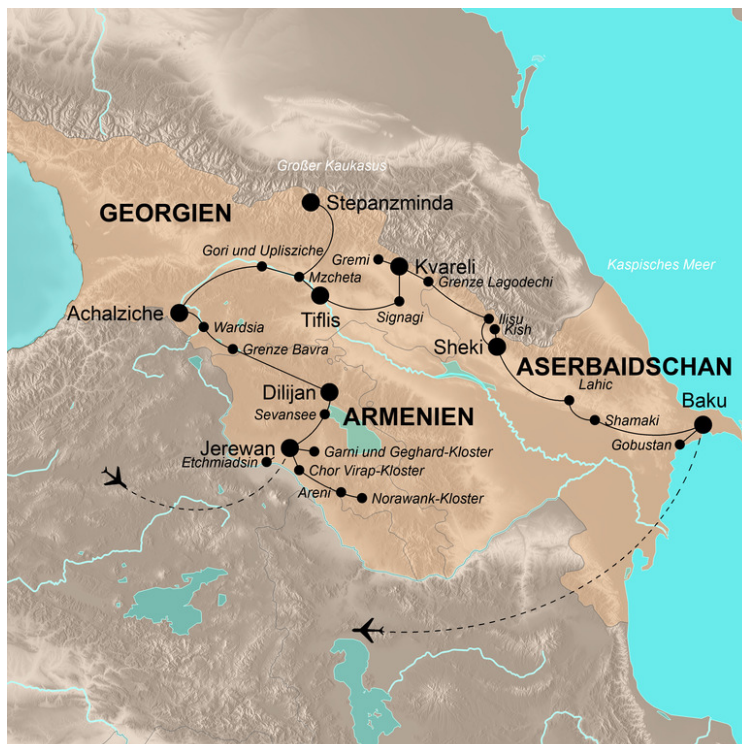 Großer Kaukasus
Stepanzminda
GEORGIEN
Gori und Uplisziche
Gremi
Kvareli
Kaspisches Meer
Mzcheta
Grenze Lagodechi
Achalziche
Tiflis
Signagi
Ilisu
Kish
Wardsia
Sheki
Grenze Bavra
ASERBAIDSCHAN
Lahic
Dilijan
Baku
Sevansee
ARMENIEN
Shamaki
Jerewan
Garni und Geghard-Kloster
Gobustan
Etchmiadsin
Chor Virap-Kloster
Areni
Norawank-Kloster